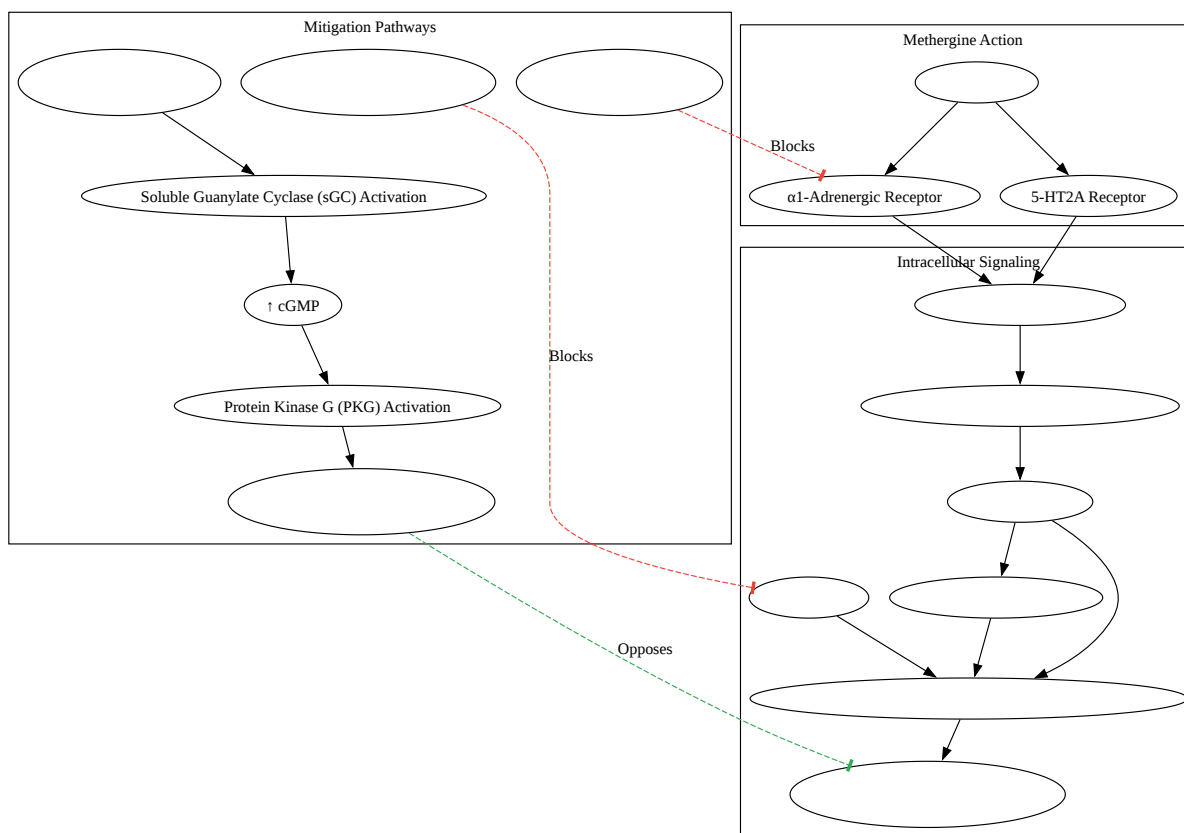 Mitigation Pathways
Methergine Action
Blocks
Soluble Guanylate Cyclase (sGC) Activation
α1-Adrenergic Receptor
5-HT2A Receptor
Intracellular Signaling
↑ cGMP
Blocks
Protein Kinase G (PKG) Activation
Opposes